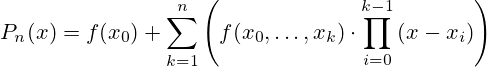 P_n(x) = f(x_0) + \sum_{k=1}^{n} \left( f(x_0, \ldots, x_k) \cdot \prod_{i=0}^{k-1} (x - x_i) \right)